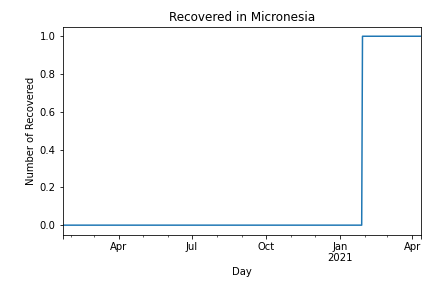 Recovered in Micronesia
Number of Recovered
1.0
0.8
0.6
0.4
0.2
0.0
Apr Jul Oct Jan Apr
2021
Day